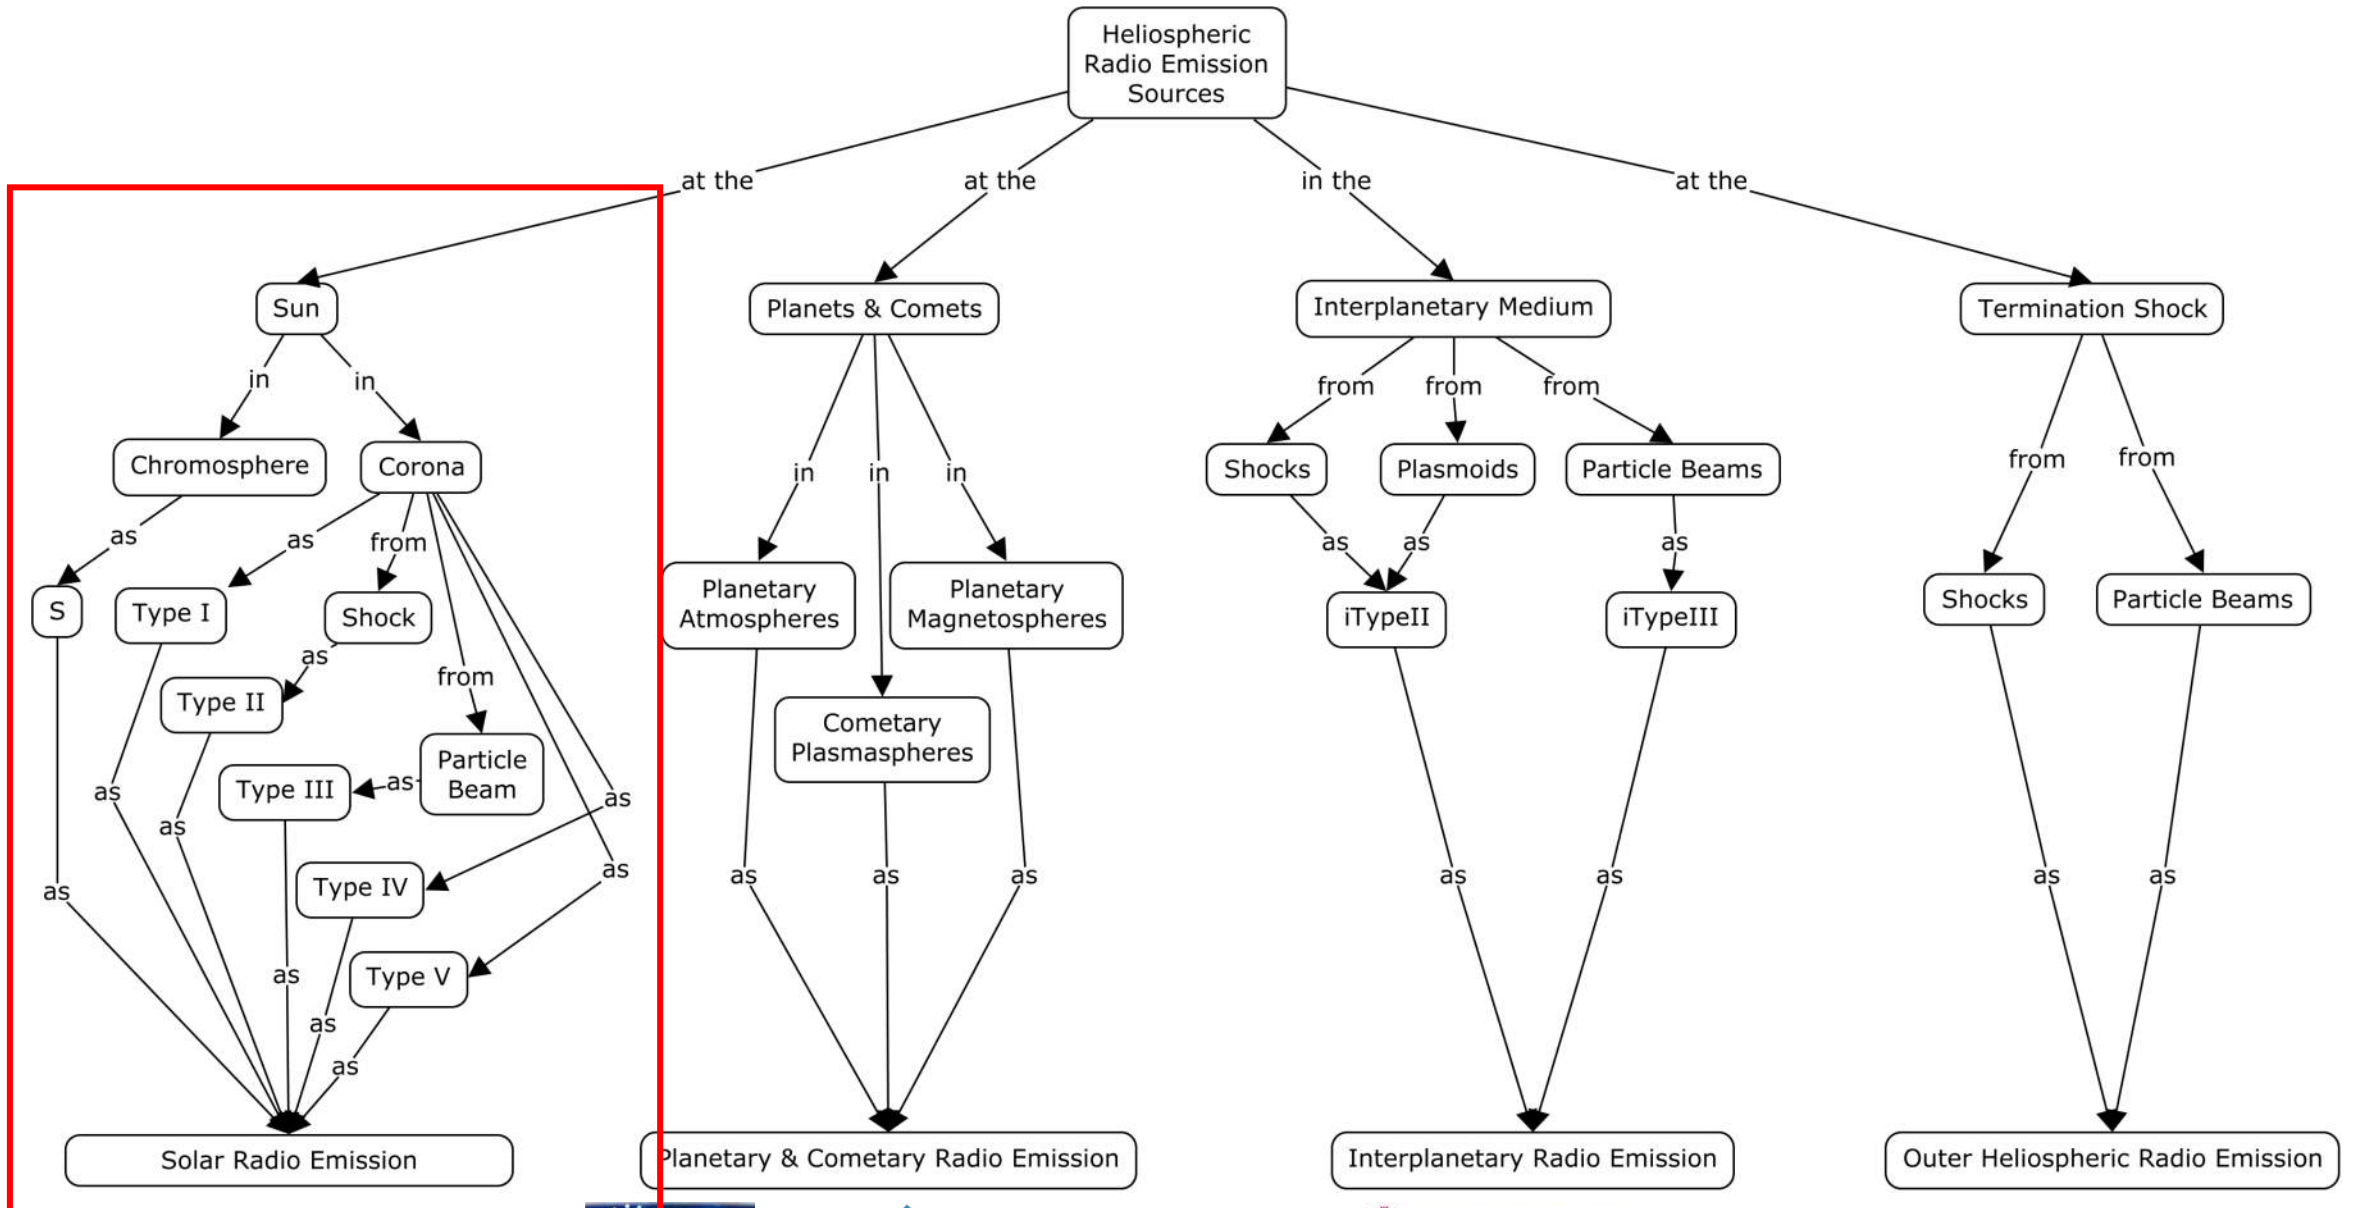 Heliospheric
Radio Emission
Sources
at the
at the
in the
at the
Sun
Planets & Comets
Interplanetary Medium
Termination Shock
in
in
from
from
from
Chromosphere
Corona
in
in
in
Shocks
Plasmoids
Particle Beams
from
from
as
as
from
as
as
as
S
Type I
Shock
Planetary
Atmospheres
Planetary
Magnetospheres
iTypeII
iTypeIII
Shocks
Particle Beams
as
from
Type II
Cometary
Plasmaspheres
Particle
Beam
as
Type III
as
as
as
Type IV
as
as
as
as
as
as
as
as
as
as
Type V
as
as
as
Solar Radio Emission
Planetary & Cometary Radio Emission
Interplanetary Radio Emission
Outer Heliospheric Radio Emission